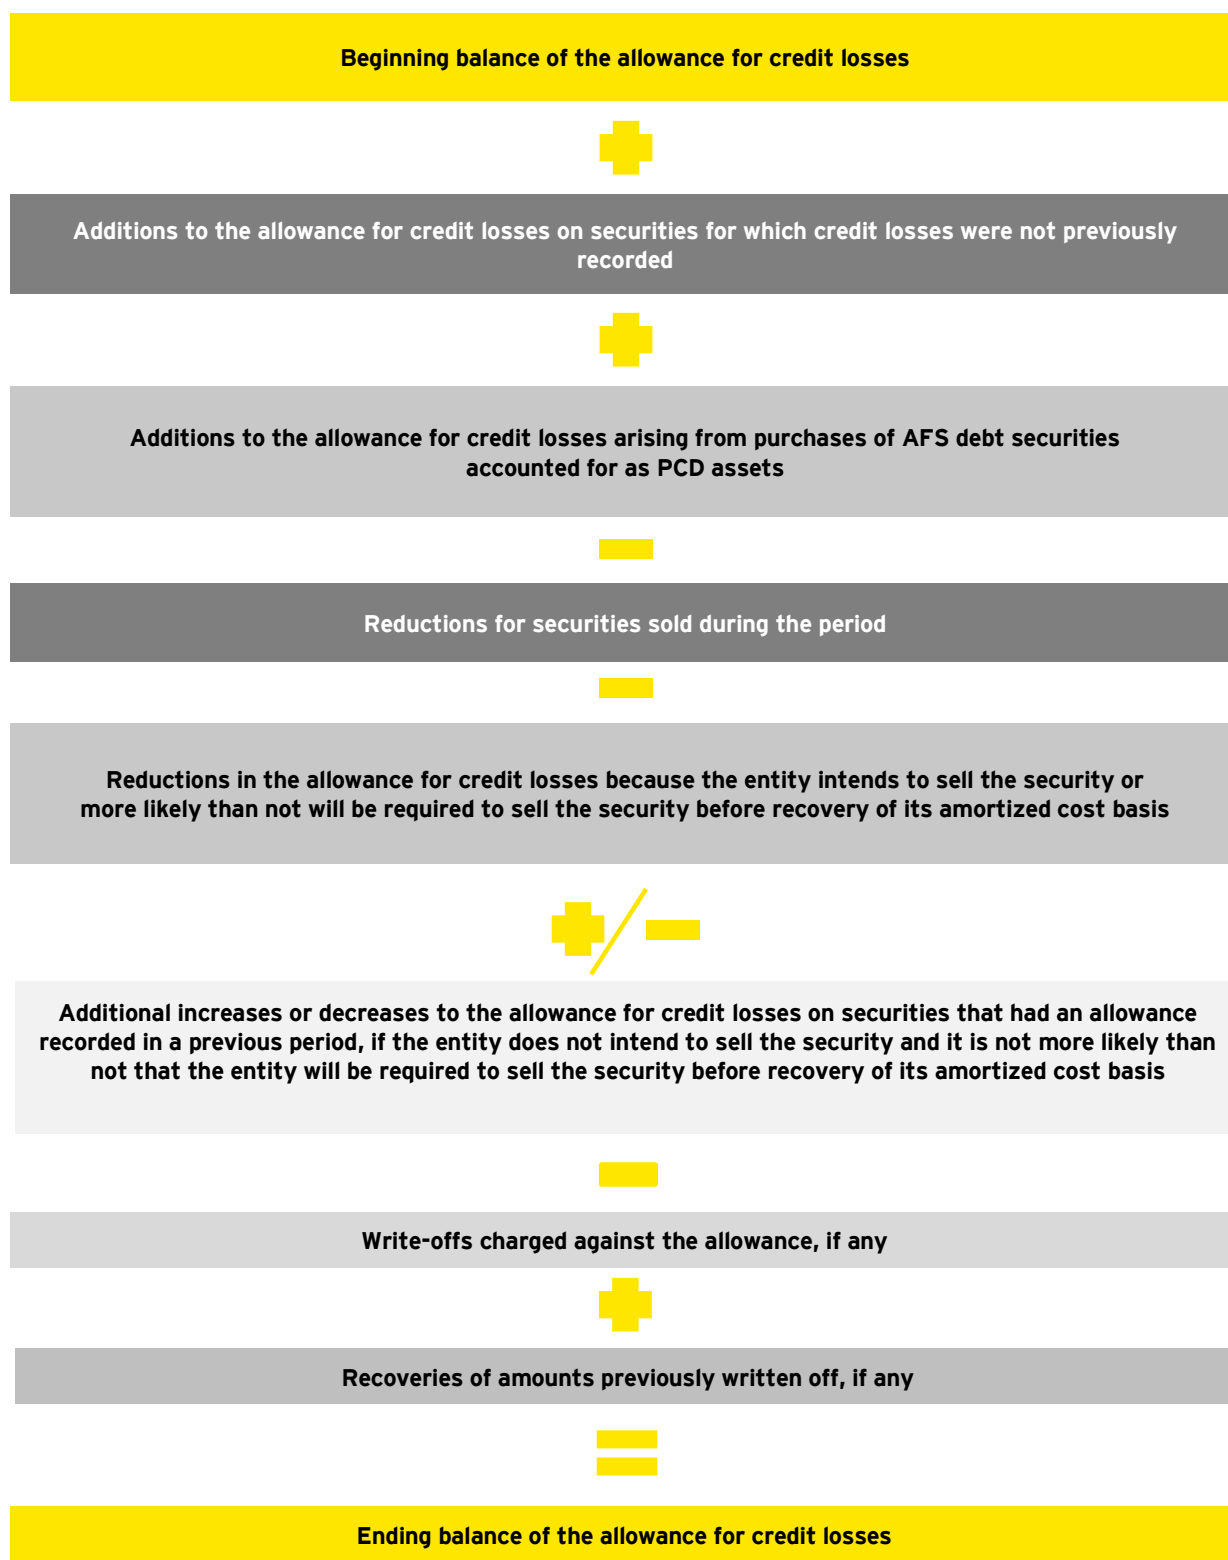 Beginning balance of the allowance for credit losses
Additions to the allowance for credit losses on securities for which credit losses were not previously
recorded
Additions to the allowance for credit losses arising from purchases of AFS debt securities
accounted for as PCD assets
Reductions for securities sold during the period
Reductions in the allowance for credit losses because the entity intends to sell the security or
more likely than not will be required to sell the security before recovery of its amortized cost basis
Additional increases or decreases to the allowance for credit losses on securities that had an allowance
recorded in a previous period, if the entity does not intend to sell the security and it is not more likely than
not that the entity will be required to sell the security before recovery of its amortized cost basis
Write-offs charged against the allowance, if any
Recoveries of amounts previously written off, if any
Ending balance of the allowance for credit losses